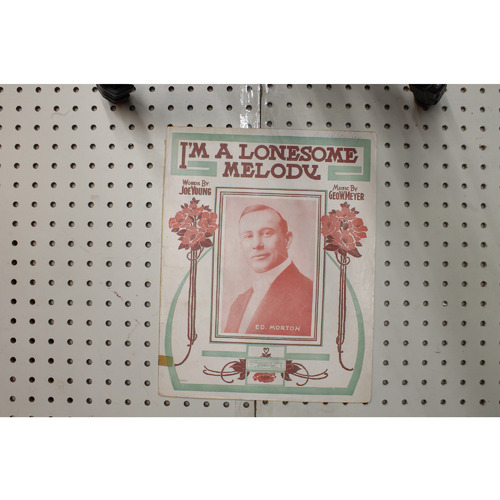 I'M A LONESOME
MELODY
WORDS BY
JOE YOUNG
MUSIC BY
GEO.W.MEYER
ED. MORTON